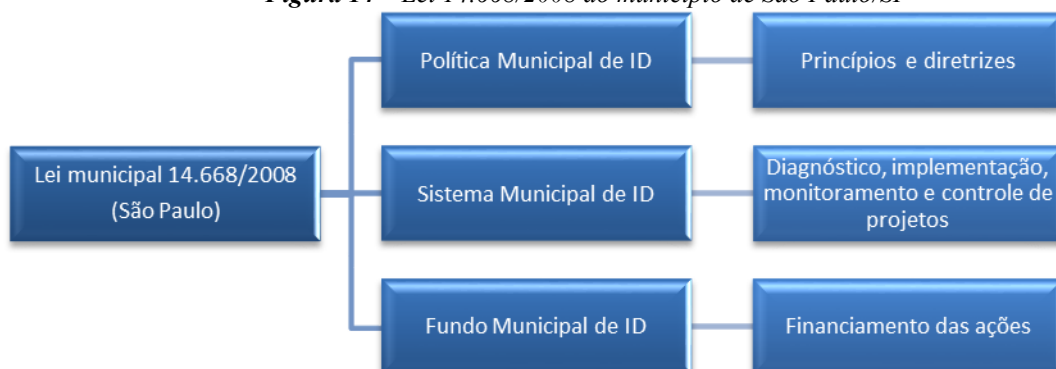 Política Municipal de ID
Princípios e diretrizes
Lei municipal 14.668/2008
(São Paulo)
Sistema Municipal de ID
Diagnóstico, implementação,
monitoramento e controle de
projetos
Fundo Municipal de ID
Financiamento das ações